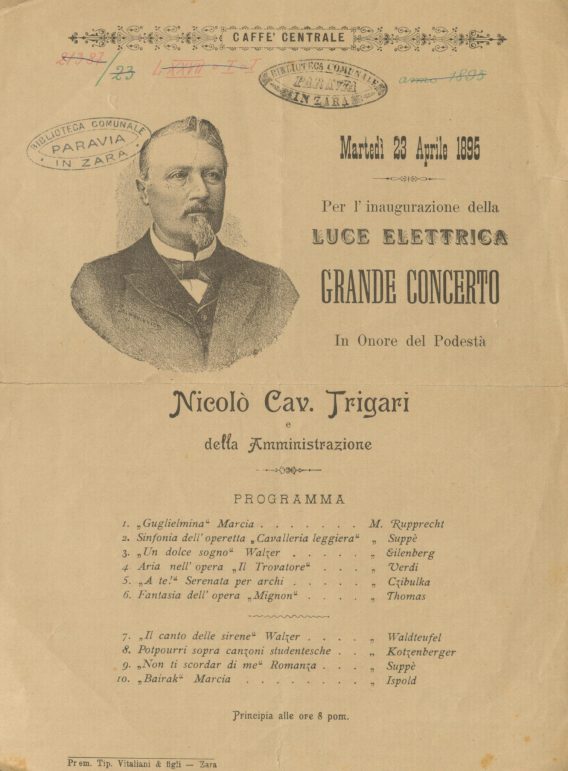 CAFFE' CENTRALE
BIBLIOTECA COMUNALE
PARAVIA
IN ZARA
anno 1895
BIBLIOTECA COMUNALE
PARAVIA
IN ZARA
Martedì 23 Aprile 1895
Per l'inaugurazione della
LUCE ELETTRICA
GRANDE CONCERTO
In Onore del Podestà
Nicolò Cav. Trigari
e
della Amministrazione
PROGRAMMA
1. „Guglielmina“ Marcia . . . . . . . M. Rupprecht
2. Sinfonia dell' operetta „Cavalleria leggiera“ „ Suppè
3. „Un dolce sogno“ Walzer . . . . „ Eilenberg
4 Aria nell' opera „Il Trovatore“ . . . „ Verdi
5. „A te!“ Serenata per archi . . . . „ Czibulka
6. Fantasia dell' opera „Mignon“ . . . . „ Thomas
7. „Il canto delle sirene“ Walzer . . . . „ Waldteufel
8. Potpourri sopra canzoni studentesche . . „ Kotzenberger
9. „Non ti scordar di me“ Romanza . . . „ Suppè
10. „Bairak“ Marcia . . . . . . . . „ Ispold
Principia alle ore 8 pom.
Prem. Tip. Vitaliani & figli — Zara